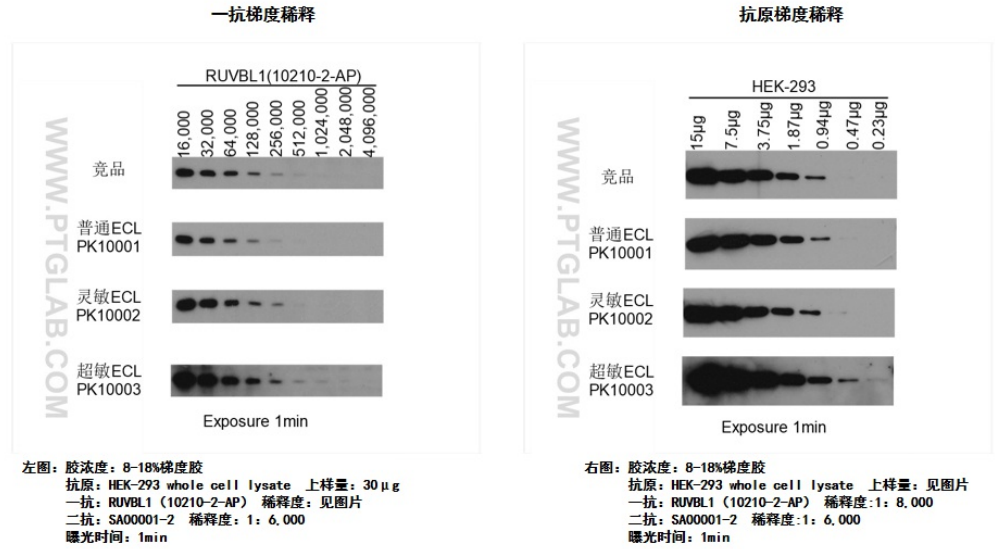 一抗梯度稀释
WWW.PTGLAB.COM
RUVBL1(10210-2-AP)
16,000
32,000
64,000
128,000
256,000
512,000
1,024,000
2,048,000
4,096,000
竞品
普通ECL
PK10001
灵敏ECL
PK10002
超敏ECL
PK10003
Exposure 1min
左图：胶浓度：8-18%梯度胶
抗原：HEK-293 whole cell lysate 上样量：30μg
一抗：RUVBL1（10210-2-AP） 稀释度：见图片
二抗：SA00001-2 稀释度：1：6,000
曝光时间：1min
抗原梯度稀释
WWW.PTGLAB.COM
HEK-293
15μg
7.5μg
3.75μg
1.87μg
0.94μg
0.47μg
0.23μg
竞品
普通ECL
PK10001
灵敏ECL
PK10002
超敏ECL
PK10003
Exposure 1min
右图：胶浓度：8-18%梯度胶
抗原：HEK-293 whole cell lysate 上样量：见图片
一抗：RUVBL1（10210-2-AP） 稀释度:1：8,000
二抗：SA00001-2 稀释度:1：6,000
曝光时间：1min